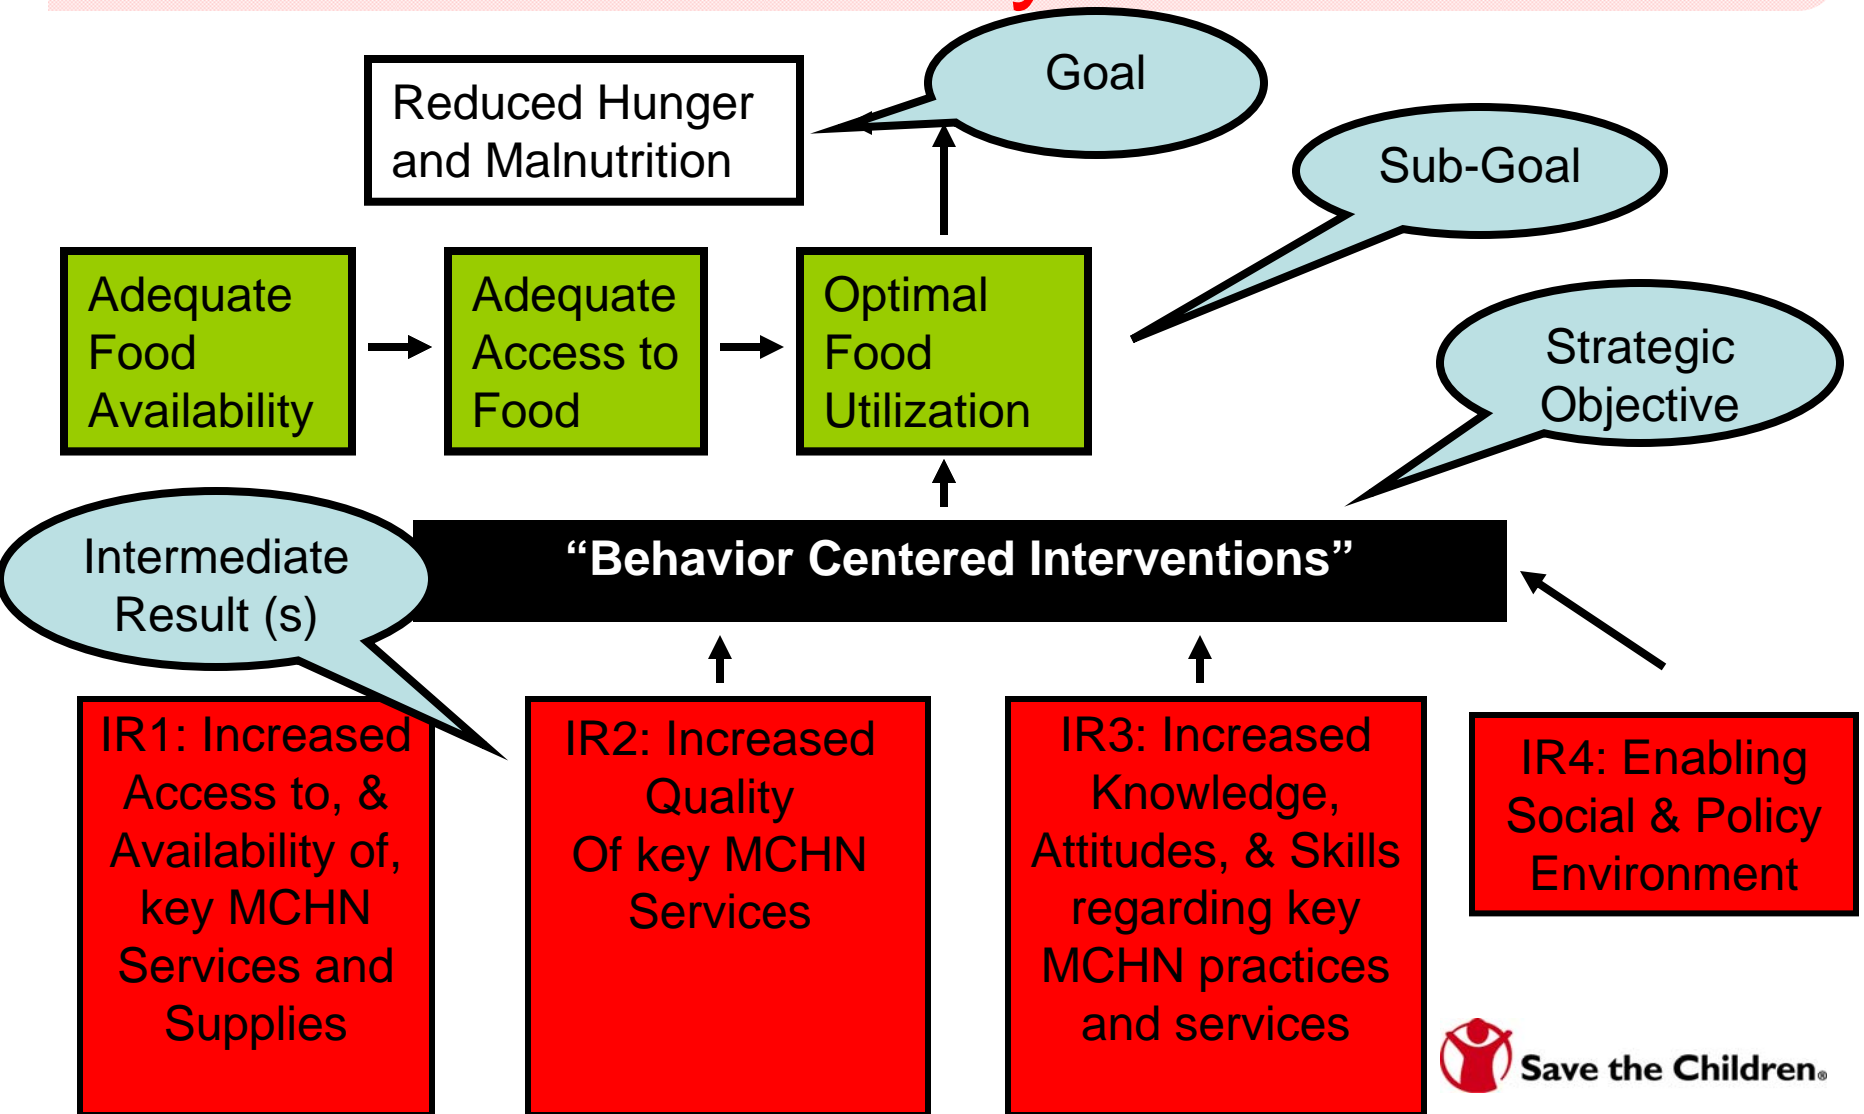 Goal
Reduced Hunger
and Malnutrition
Sub-Goal
Adequate
Food
Availability
Adequate
Access to
Food
Optimal
Food
Utilization
Strategic
Objective
Intermediate
Result (s)
“Behavior Centered Interventions”
IR1: Increased
Access to, &
Availability of,
key MCHN
Services and
Supplies
IR2: Increased
Quality
Of key MCHN
Services
IR3: Increased
Knowledge,
Attitudes, & Skills
regarding key
MCHN practices
and services
IR4: Enabling
Social & Policy
Environment
Save the Children®